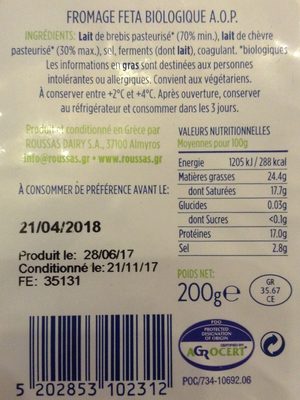 FROMAGE FETA BIOLOGIQUE A.O.P.
INGRÉDIENTS: Lait de brebis pasteurisé* (70% min.), lait de chèvre
pasteurisé* (30% max.), sel, ferments (dont lait), coagulant. *biologiques
Les informations en gras sont destinées aux personnes
intolérantes ou allergiques. Convient aux végétariens.
À conserver entre +2°C et +4°C. Après ouverture, conserver
au réfrigérateur et consommer dans les 3 jours.
Produit et conditionné en Grèce par
ROUSSAS DAIRY S.A., 37100 Almyros
info@roussas.gr • www.roussas.gr
À CONSOMMER DE PRÉFÉRENCE AVANT LE:
21/04/2018
Produit le: 28/06/17
Conditionné le: 21/11/17
FE: 35131
5 202853 102312
VALEURS NUTRITIONNELLES
Moyennes pour 100g
Energie 1205 kJ / 288 kcal
Matières grasses 24.4g
dont Saturées 17.7g
Glucides 0.03g
dont Sucres <0.1g
Protéines 17.0g
Sel 2.8g
POIDS NET:
200g e
GR
35.67
CE
PDO
PROTECTED
DESIGNATION
OF ORIGIN
CERTIFIED BY
AGROCERT
POC/734-10692.06